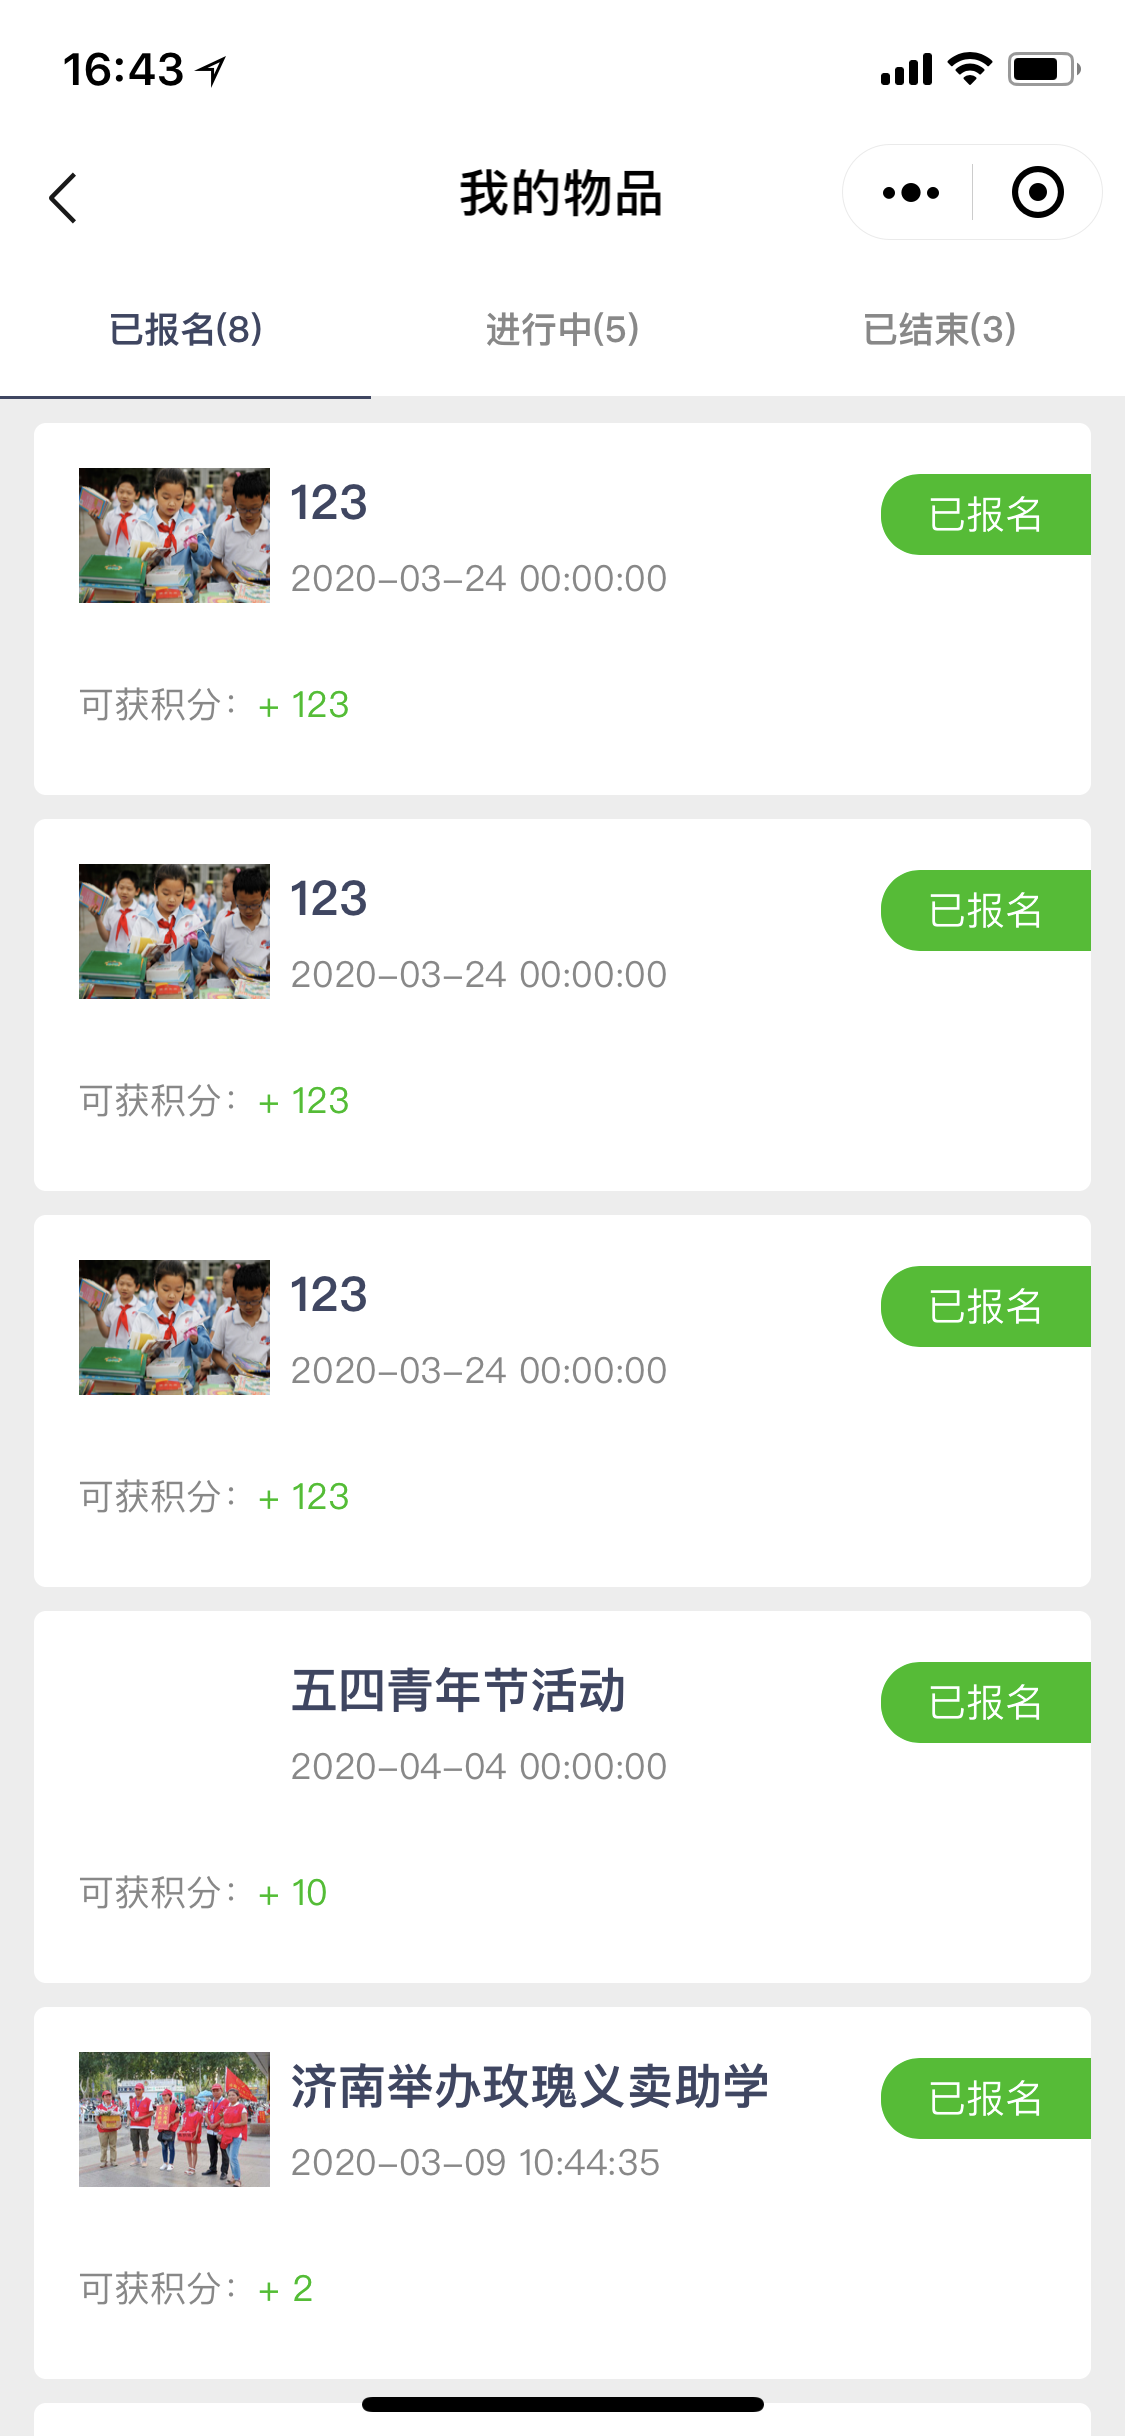 16:43
我的物品
已报名(8)
进行中(5)
已结束(3)
123
已报名
2020-03-24 00:00:00
可获积分： + 123
123
已报名
2020-03-24 00:00:00
可获积分： + 123
123
已报名
2020-03-24 00:00:00
可获积分： + 123
五四青年节活动
已报名
2020-04-04 00:00:00
可获积分： + 10
济南举办玫瑰义卖助学
已报名
2020-03-09 10:44:35
可获积分： + 2